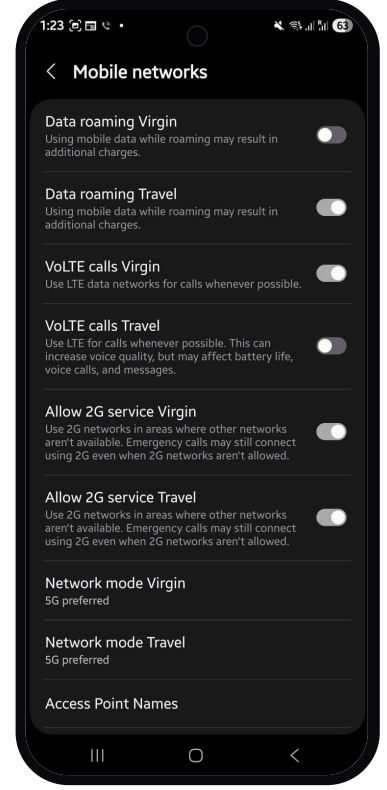 1:23
R
63
Mobile networks
Data roaming Virgin
Using mobile data while roaming may result in
additional charges.
Data roaming Travel
Using mobile data while roaming may result in
additional charges.
VoLTE calls Virgin
Use LTE data networks for calls whenever possible.
VoLTE calls Travel
Use LTE for calls whenever possible. This can
increase voice quality, but may affect battery life,
voice calls, and messages.
Allow 2G service Virgin
Use 2G networks in areas where other networks
aren't available. Emergency calls may still connect
using 2G even when 2G networks aren't allowed.
Allow 2G service Travel
Use 2G networks in areas where other networks
aren't available. Emergency calls may still connect
using 2G even when 2G networks aren't allowed.
Network mode Virgin
5G preferred
Network mode Travel
5G preferred
Access Point Names